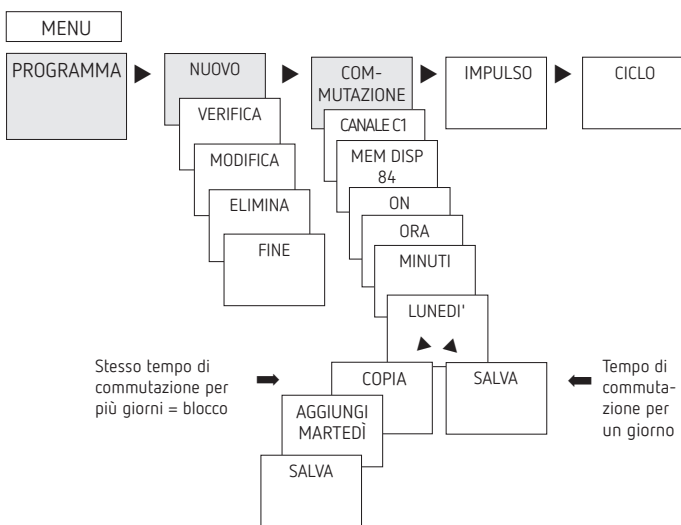 MENU
PROGRAMMA
NUOVO
COM-
MUTAZIONE
IMPULSO
CICLO
VERIFICA
CANALE C1
MODIFICA
MEM DISP
84
ELIMINA
ON
FINE
ORA
MINUTI
LUNEDI'
Stesso tempo di
commutazione per
più giorni = blocco
COPIA
SALVA
Tempo di
commuta-
zione per
un giorno
AGGIUNGI
MARTEDÌ
SALVA